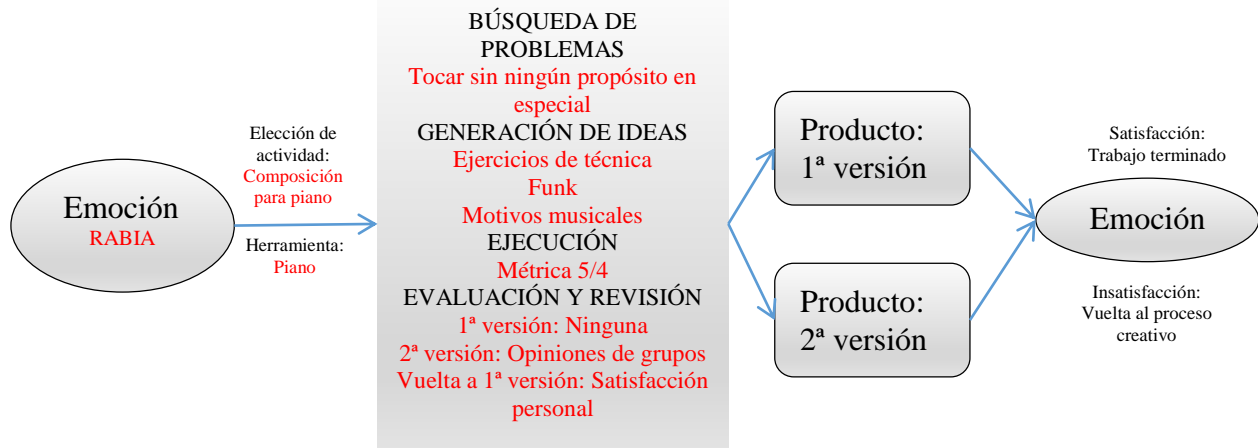 Emoción
RABIA
Elección de
actividad:
Composición
para piano
Herramienta:
Piano
BÚSQUEDA DE
PROBLEMAS
Tocar sin ningún propósito en
especial
GENERACIÓN DE IDEAS
Ejercicios de técnica
Funk
Motivos musicales
EJECUCIÓN
Métrica 5/4
EVALUACIÓN Y REVISIÓN
1ª versión: Ninguna
2ª versión: Opiniones de grupos
Vuelta a 1ª versión: Satisfacción
personal
Producto:
1ª versión
Producto:
2ª versión
Satisfacción:
Trabajo terminado
Emoción
Insatisfacción:
Vuelta al proceso
creativo